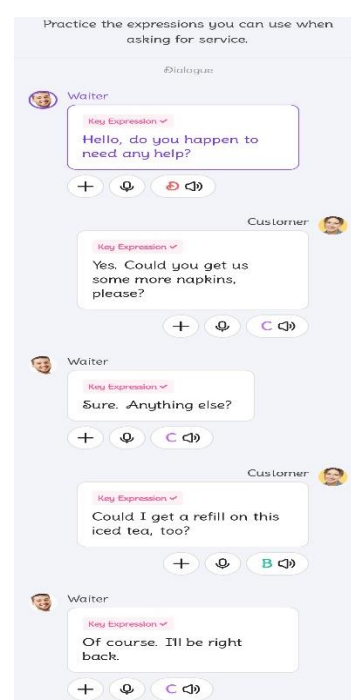 Practice the expressions you can use when
asking for service.
Dialogue
Waiter
Key Expression
Hello, do you happen to
need any help?
D
Customer
Key Expression
Yes. Could you get us
some more napkins,
please?
C
Waiter
Key Expression
Sure. Anything else?
C
Customer
Key Expression
Could I get a refill on this
iced tea, too?
B
Waiter
Key Expression
Of course. I'll be right
back.
C